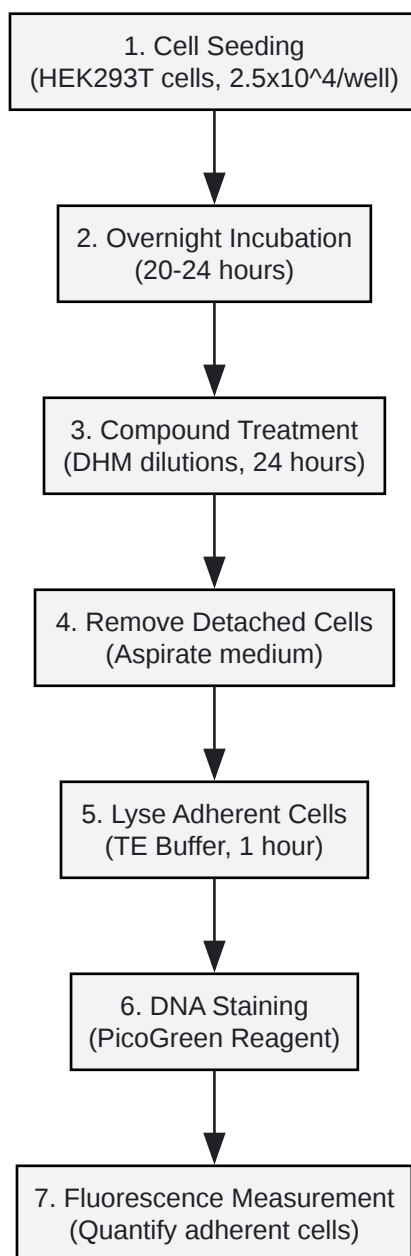 1. Cell Seeding
(HEK293T cells, 2.5x10^4/well)
2. Overnight Incubation
(20-24 hours)
3. Compound Treatment
(DHM dilutions, 24 hours)
4. Remove Detached Cells
(Aspirate medium)
5. Lyse Adherent Cells
(TE Buffer, 1 hour)
6. DNA Staining
(PicoGreen Reagent)
7. Fluorescence Measurement
(Quantify adherent cells)